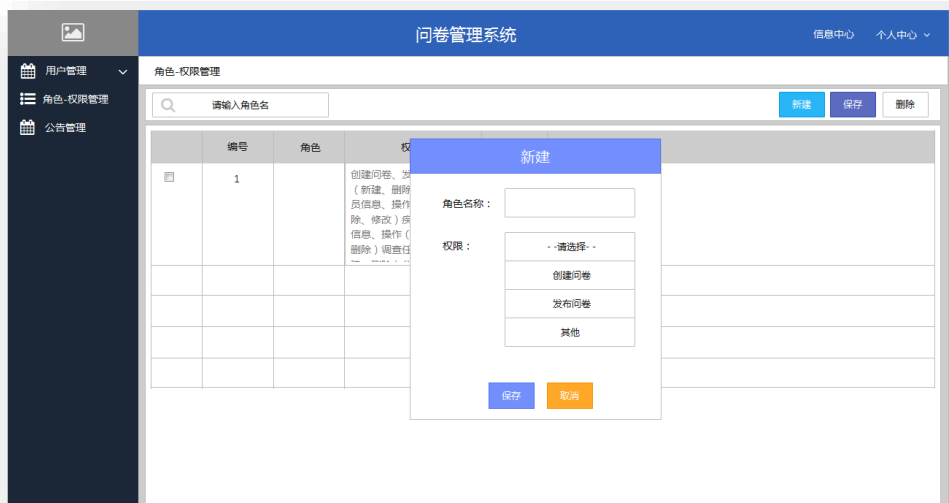 问卷管理系统
信息中心
个人中心
用户管理
角色-权限管理
公告管理
角色-权限管理
请输入角色名
新建
保存
删除
编号
角色
权
1
创建问卷、发
（新建、删除
员信息、操作
除、修改）疾
信息、操作（
删除）调查任
新建
角色名称：
权限：
- -请选择- -
创建问卷
发布问卷
其他
保存
取消